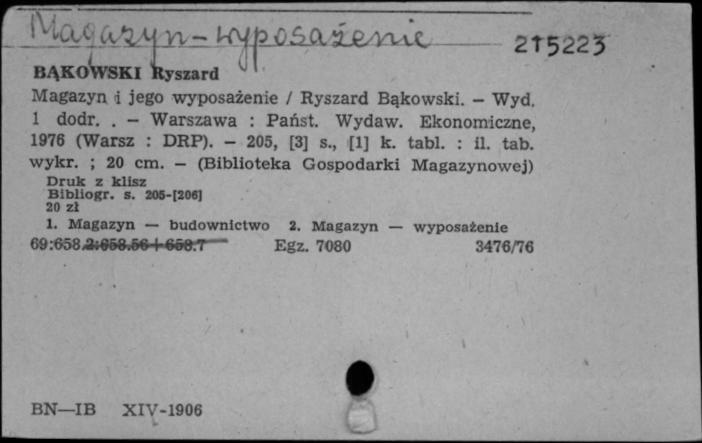 Magazyn-wyposażenie 215223
BĄKOWSKI Ryszard
Magazyn i jego wyposażenie / Ryszard Bąkowski. – Wyd.
1 dodr. . – Warszawa : Państ. Wydaw. Ekonomiczne,
1976 (Warsz : DRP). – 205, [3] s., [1] k. tabl. : il. tab.
wykr. ; 20 cm. – (Biblioteka Gospodarki Magazynowej)
Druk z klisz
Bibliogr. s. 205-[206]
20 zł
1. Magazyn — budownictwo 2. Magazyn — wyposażenie
69:658.2:658.56+658.7 Egz. 7080 3476/76
BN—IB XIV-1906